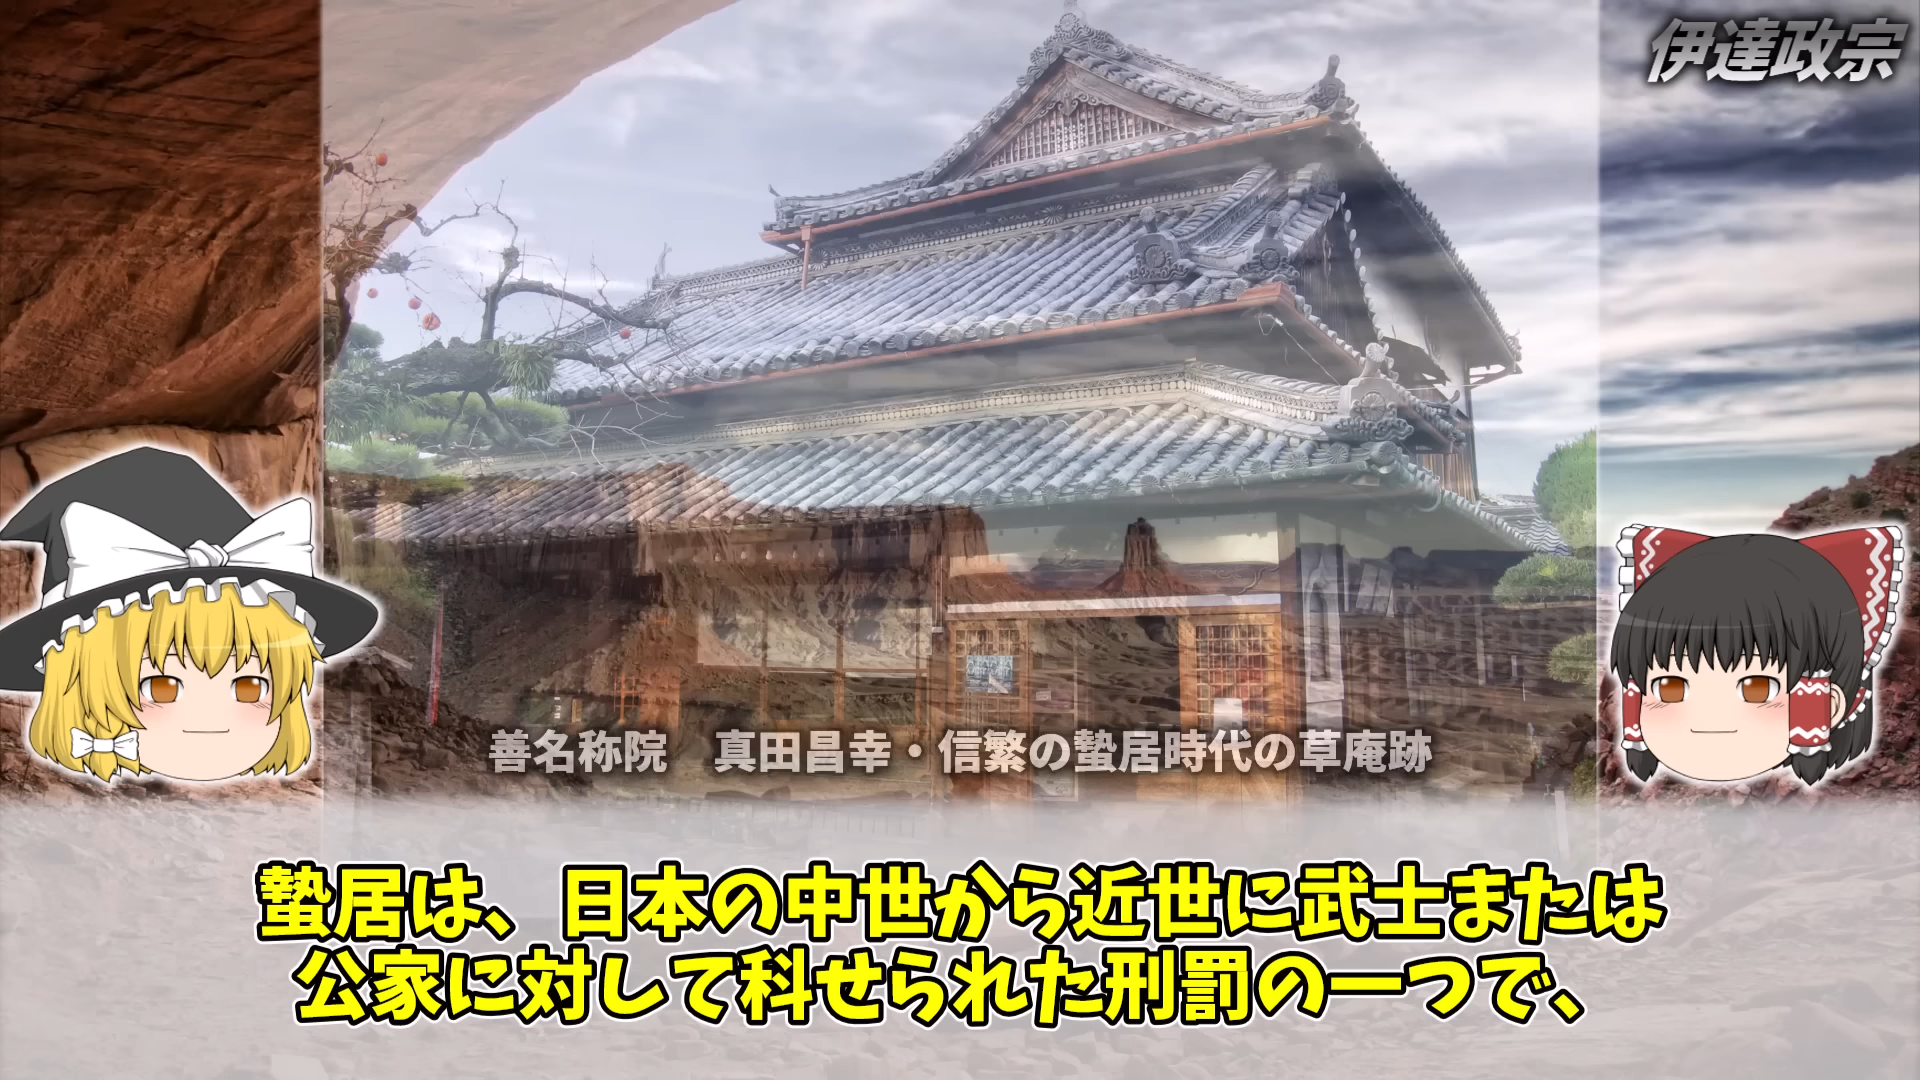 伊達政宗
善名称院　真田昌幸・信繁の蟄居時代の草庵跡
蟄居は、日本の中世から近世に武士または
公家に対して科せられた刑罰の一つで、